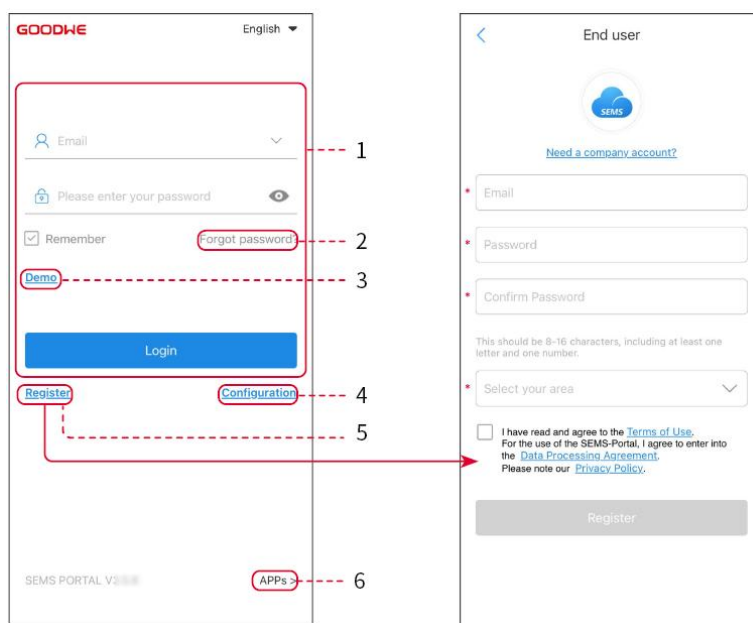 GOODWE
English
Email
1
Please enter your password
Remember
Forgot password?
2
Demo
3
Login
Register
Configuration
4
5
SEMS PORTAL
APPs >
6
End user
SEMS
Need a company account?
* Email
* Password
* Confirm Password
This should be 8-16 characters, including at least one
letter and one number.
* Select your area
I have read and agree to the Terms of Use.
For the use of the SEMS-Portal, I agree to enter into
the Data Processing Agreement.
Please note our Privacy Policy.
Register